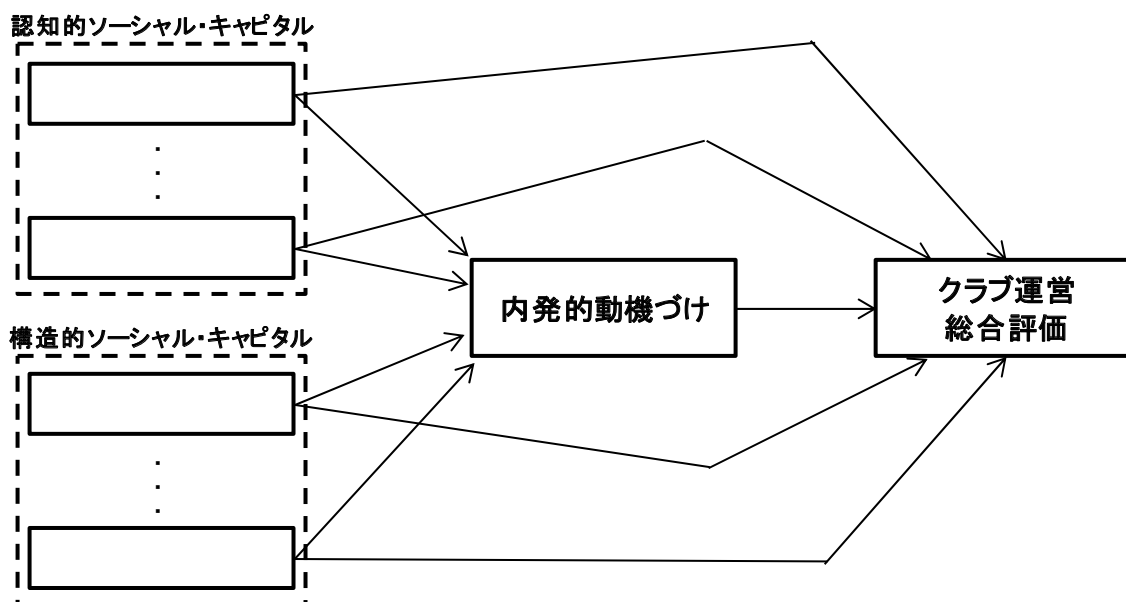 認知的ソーシャル・キャピタル
内発的動機づけ
クラブ運営
総合評価
構造的ソーシャル・キャピタル